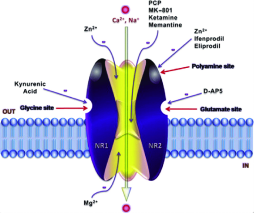 PCP
MK-801
Ketamine
Memantine
Zn²⁺
Ca²⁺, Na⁺
Zn²⁺
Ifenprodil
Eliprodil
Polyamine site
Kynurenic
Acid
D-AP5
OUT
Glycine site
Glutamate site
NR1
NR2
IN
Mg²⁺